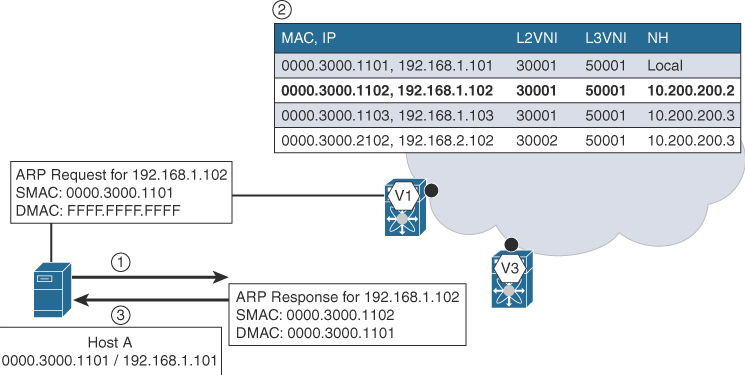 2
MAC, IP L2VNI L3VNI NH
0000.3000.1101, 192.168.1.101 30001 50001 Local
0000.3000.1102, 192.168.1.102 30001 50001 10.200.200.2
0000.3000.1103, 192.168.1.103 30001 50001 10.200.200.3
0000.3000.2102, 192.168.2.102 30002 50001 10.200.200.3
ARP Request for 192.168.1.102
SMAC: 0000.3000.1101
DMAC: FFFF.FFFF.FFFF
V1
V3
1
ARP Response for 192.168.1.102
SMAC: 0000.3000.1102
DMAC: 0000.3000.1101
3
Host A
0000.3000.1101 / 192.168.1.101